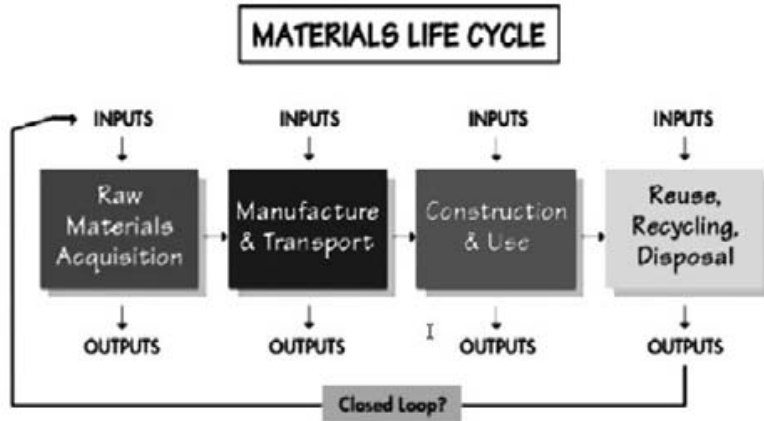 MATERIALS LIFE CYCLE
INPUTS
INPUTS
INPUTS
INPUTS
Raw
Materials
Acquisition
Manufacture
& Transport
Construction
& Use
Reuse,
Recycling,
Disposal
OUTPUTS
OUTPUTS
OUTPUTS
OUTPUTS
Closed Loop?